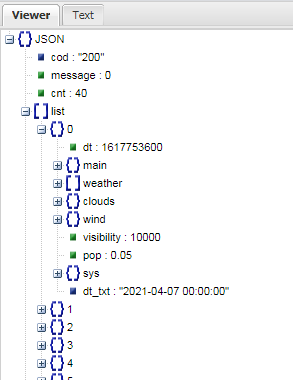 Viewer Text
JSON
cod : "200"
message : 0
cnt : 40
list
0
dt : 1617753600
main
weather
clouds
wind
visibility : 10000
pop : 0.05
sys
dt_txt : "2021-04-07 00:00:00"
1
2
3
4